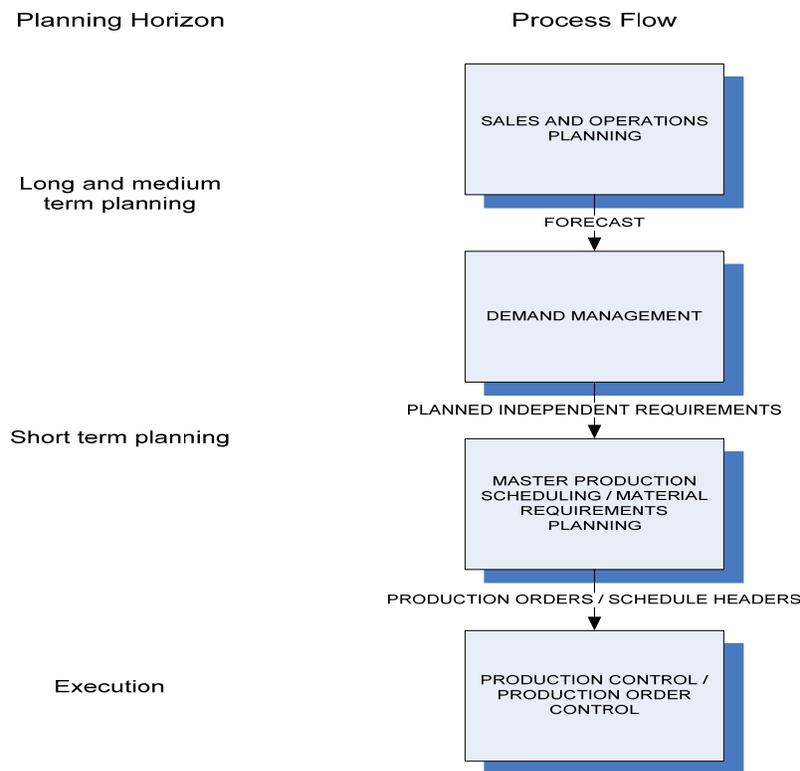 Planning Horizon
Process Flow
SALES AND OPERATIONS
PLANNING
Long and medium
term planning
FORECAST
DEMAND MANAGEMENT
PLANNED INDEPENDENT REQUIREMENTS
Short term planning
MASTER PRODUCTION
SCHEDULING / MATERIAL
REQUIREMENTS
PLANNING
PRODUCTION ORDERS / SCHEDULE HEADERS
Execution
PRODUCTION CONTROL /
PRODUCTION ORDER
CONTROL